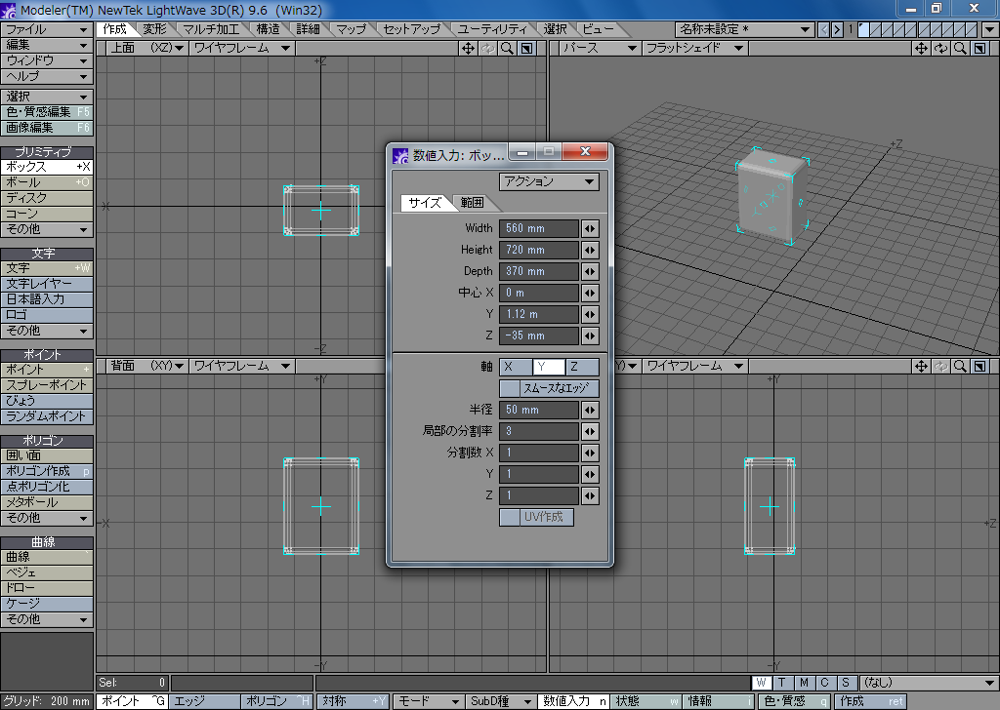 Modeler(TM) NewTek LightWave 3D(R) 9.6 (Win32)
ファイル
編集
ウィンドウ
ヘルプ
選択
色・質感編集 F5
画像編集 F6
プリミティブ
ボックス +X
ボール +O
ディスク
コーン
その他
文字
文字 +W
文字レイヤー
日本語入力
ロゴ
その他
ポイント
ポイント +
スプレーポイント
びょう
ランダムポイント
ポリゴン
囲い面
ポリゴン作成 p
点ポリゴン化
メタボール
その他
曲線
曲線
ベジェ
ドロー
ケージ
その他
グリッド: 200 mm
作成 変形 マルチ加工 構造 詳細 マップ セットアップ ユーティリティ 選択 ビュー 名称未設定 * 1
上面 (XZ) ワイヤフレーム
+Z
X
-Z
パース フラットシェイド
+Z
背面 (XY) ワイヤフレーム
+Y
-X
-Y
Y) ワイヤフレーム
+Y
+Z
-Y
数値入力: ボッ...
アクション
サイズ 範囲
Width 560 mm
Height 720 mm
Depth 370 mm
中心 X 0 m
Y 1.12 m
Z -35 mm
軸 X Y Z
スムースなエッジ
半径 50 mm
局部の分割率 3
分割数 X 1
Y 1
Z 1
UV作成
Sel: 0
W T M C S (なし)
ポイント ^G エッジ ポリゴン ^H 対称 +Y モード SubD種 数値入力 n 状態 w 情報 i 色・質感 q 作成 ret